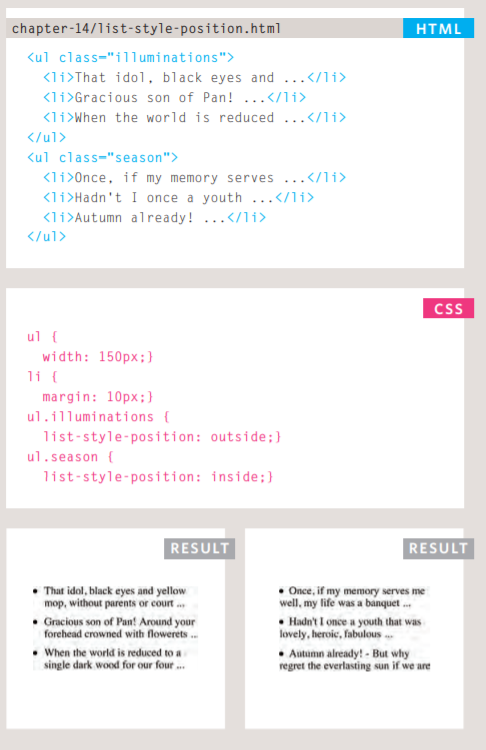 chapter-14/list-style-position.html
HTML
<ul class="illuminations">
<li>That idol, black eyes and ...</li>
<li>Gracious son of Pan! ...</li>
<li>When the world is reduced ...</li>
</ul>
<ul class="season">
<li>Once, if my memory serves ...</li>
<li>Hadn't I once a youth ...</li>
<li>Autumn already! ...</li>
</ul>
CSS
ul {
width: 150px;}
li {
margin: 10px;}
ul.illuminations {
list-style-position: outside;}
ul.season {
list-style-position: inside;}
RESULT
• That idol, black eyes and yellow
mop, without parents or court ...
• Gracious son of Pan! Around your
forehead crowned with flowerets ...
• When the world is reduced to a
single dark wood for our four ...
RESULT
• Once, if my memory serves me
well, my life was a banquet ...
• Hadn't I once a youth that was
lovely, heroic, fabulous ...
• Autumn already! - But why
regret the everlasting sun if we are